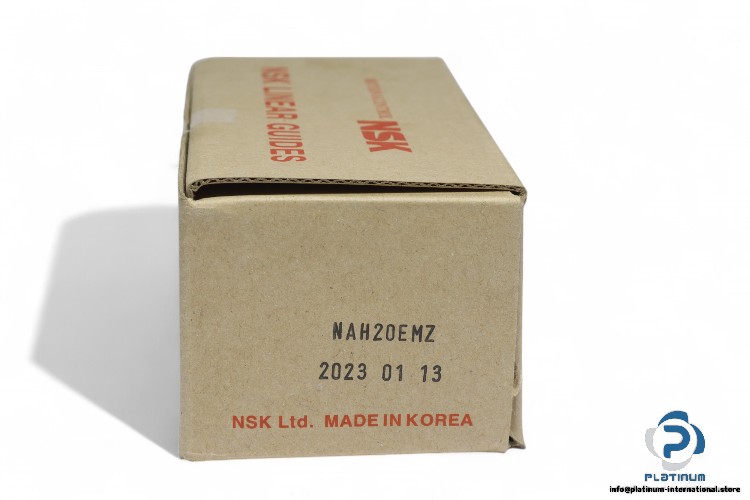 NSK LINEAR GUIDES
NSK
NAH20EMZ
2023 01 13
NSK Ltd. MADE IN KOREA
PLATINUM
info@platinum-international.store